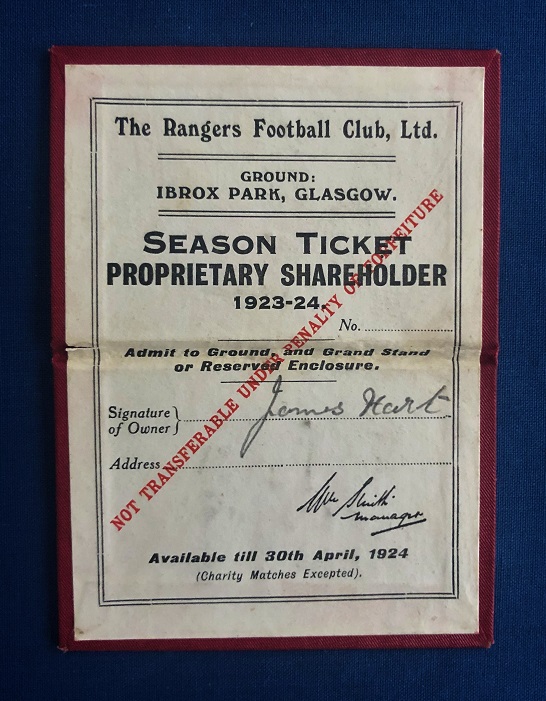 The Rangers Football Club, Ltd.
GROUND:
IBROX PARK, GLASGOW.
SEASON TICKET
PROPRIETARY SHAREHOLDER
1923-24.
No.
Admit to Ground, and Grand Stand
or Reserved Enclosure.
Signature of Owner } James Hart
Address
NOT TRANSFERABLE UNDER PENALTY OF FORFEITURE
Wm Smith
manager
Available till 30th April, 1924
(Charity Matches Excepted).